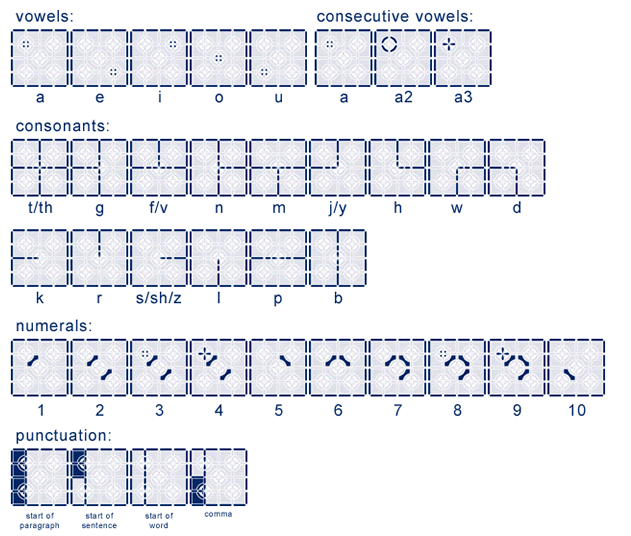 vowels: consecutive vowels:
a e i o u a a2 a3
consonants:
t/th g f/v n m j/y h w d
k r s/sh/z l p b
numerals:
1 2 3 4 5 6 7 8 9 10
punctuation:
start of paragraph start of sentence start of word comma